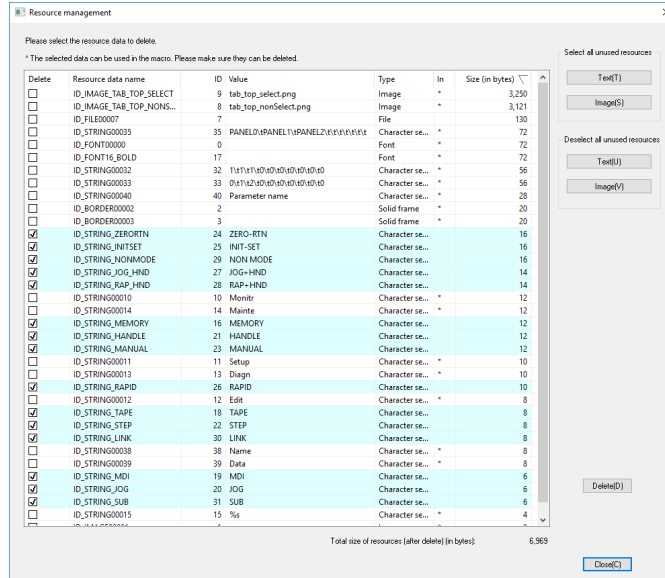 Resource management
Please select the resource data to delete.
* The selected data can be used in the macro. Please make sure they can be deleted.
Select all unused resources
Text(T)
Image(S)
Deselect all unused resources
Text(U)
Image(V)
Delete Resource data name ID Value Type In Size (in bytes)
ID_IMAGE_TAB_TOP_SELECT 9 tab_top_select.png Image * 3,250
ID_IMAGE_TAB_TOP_NONS... 8 tab_top_nonSelect.png Image * 3,121
ID_FILE00007 7 File 130
ID_STRING00035 35 PANEL0\tPANEL1\tPANEL2\t\t\t\t\t\t\t Character se... * 72
ID_FONT00000 0 Font * 72
ID_FONT16_BOLD 17 Font * 72
ID_STRING00032 32 1\t1\t1\t0\t0\t0\t0\t0\t0\t0 Character se... * 56
ID_STRING00033 33 0\t1\t2\t0\t0\t0\t0\t0\t0\t0 Character se... * 56
ID_STRING00040 40 Parameter name Character se... * 28
ID_BORDER00002 2 Solid frame * 20
ID_BORDER00003 3 Solid frame * 20
ID_STRING_ZERORTN 24 ZERO-RTN Character se... 16
ID_STRING_INITSET 25 INIT-SET Character se... 16
ID_STRING_NONMODE 29 NON MODE Character se... 16
ID_STRING_JOG_HND 27 JOG+HND Character se... 14
ID_STRING_RAP_HND 28 RAP+HND Character se... 14
ID_STRING00010 10 Monitr Character se... * 12
ID_STRING00014 14 Mainte Character se... * 12
ID_STRING_MEMORY 16 MEMORY Character se... 12
ID_STRING_HANDLE 21 HANDLE Character se... 12
ID_STRING_MANUAL 23 MANUAL Character se... 12
ID_STRING00011 11 Setup Character se... * 10
ID_STRING00013 13 Diagn Character se... * 10
ID_STRING_RAPID 26 RAPID Character se... 10
ID_STRING00012 12 Edit Character se... * 8
ID_STRING_TAPE 18 TAPE Character se... 8
ID_STRING_STEP 22 STEP Character se... 8
ID_STRING_LINK 30 LINK Character se... 8
ID_STRING00038 38 Name Character se... * 8
ID_STRING00039 39 Data Character se... * 8
ID_STRING_MDI 19 MDI Character se... 6
ID_STRING_JOG 20 JOG Character se... 6
ID_STRING_SUB 31 SUB Character se... 6
ID_STRING00015 15 %s Character se... * 4
Delete(D)
Total size of resources (after delete) (in bytes): 6,969
Close(C)